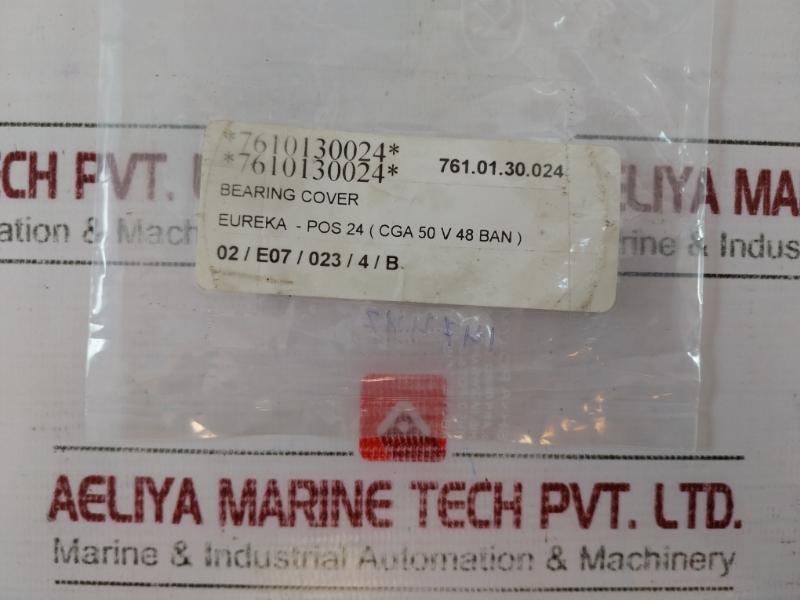 *7610130024*
*7610130024* 761.01.30.024
BEARING COVER
EUREKA - POS 24 ( CGA 50 V 48 BAN )
02 / E07 / 023 / 4 / B.
CH PVT.
ELIYA MA
ation & Mach
rine & Indus
AELIYA MARINE TECH PVT. LTD.
Marine & Industrial Automation & Machinery